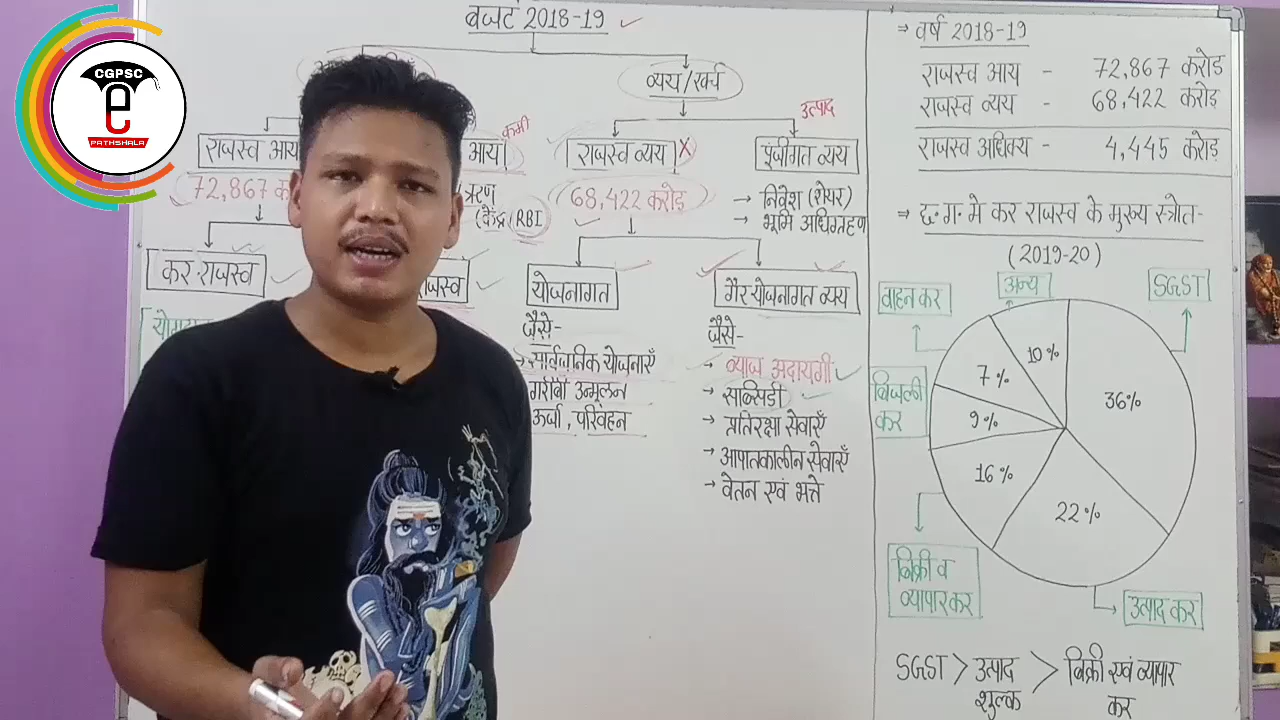 CGPSC
e
PATHSHALA
बजट 2018-19
व्यय/खर्च
उत्पाद
कमी
राजस्व आय
आय
राजस्व व्यय X
पूंजीगत व्यय
72,867 क
ऋण
(केंद्र/RBI
68,422 करोड़
→ निवेश (शेयर)
→ भूमि अधिग्रहण
कर राजस्व
राजस्व
योजनागत
गैर योजनागत व्यय
जैसे-
→ सार्वजनिक योजनाएँ
गरीबी उन्मूलन
ऊर्जा, परिवहन
जैसे-
→ ब्याज अदायगी
→ सब्सिडी
→ प्रतिरक्षा सेवाएँ
→ आपातकालीन सेवाएँ
→ वेतन एवं भत्ते
→ वर्ष 2018-19
राजस्व आय - 72,867 करोड़
राजस्व व्यय - 68,422 करोड़
राजस्व अधिक्य - 4,445 करोड़
→ छ.ग. मे कर राजस्व के मुख्य स्त्रोत-
(2019-20)
वाहन कर
अन्य
SGST
10%
7%
36%
बिजली
कर
9%
16%
22%
बिक्री व
व्यापार कर
उत्पाद कर
SGST > उत्पाद शुल्क > बिक्री एवं व्यापार कर